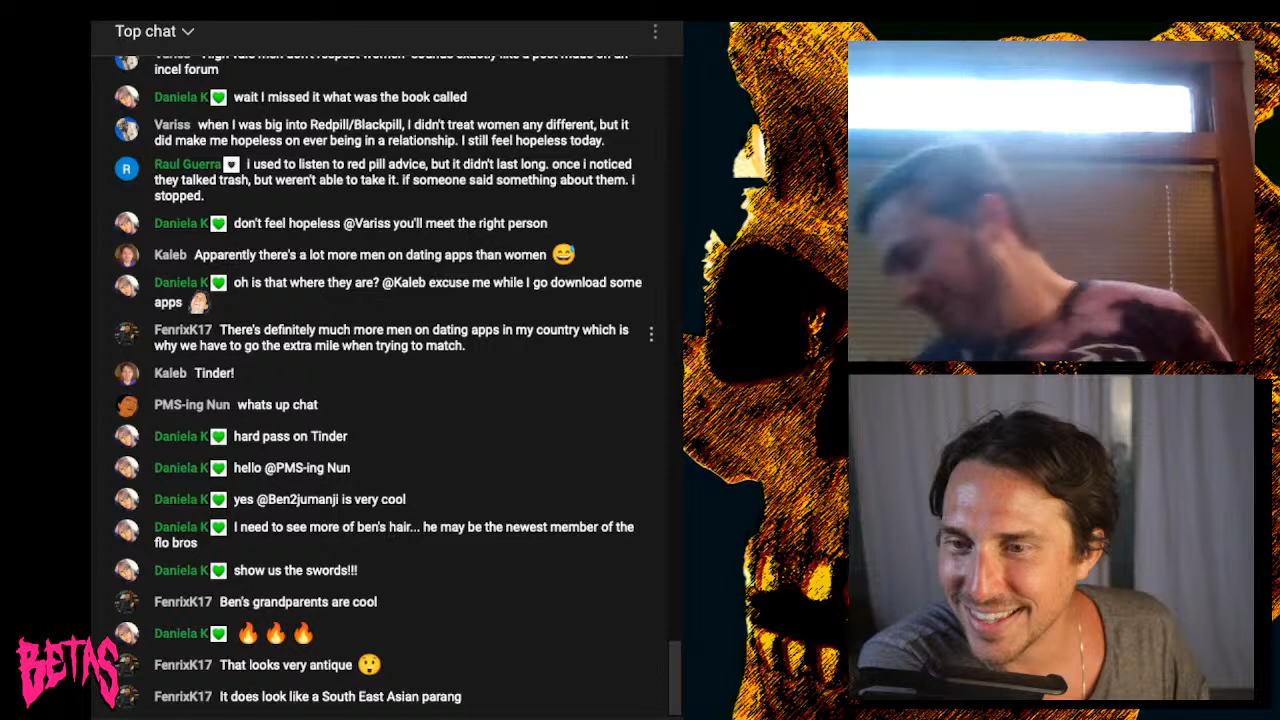 Top chat
incel forum
Daniela K wait I missed it what was the book called
Variss when I was big into Redpill/Blackpill, I didn't treat women any different, but it
did make me hopeless on ever being in a relationship. I still feel hopeless today.
R
Raul Guerra i used to listen to red pill advice, but it didn't last long. once i noticed
they talked trash, but weren't able to take it. if someone said something about them. i
stopped.
Daniela K don't feel hopeless @Variss you'll meet the right person
Kaleb Apparently there's a lot more men on dating apps than women 😅
Daniela K oh is that where they are? @Kaleb excuse me while I go download some
apps
FenrixK17 There's definitely much more men on dating apps in my country which is
why we have to go the extra mile when trying to match.
Kaleb Tinder!
PMS-ing Nun whats up chat
Daniela K hard pass on Tinder
Daniela K hello @PMS-ing Nun
Daniela K yes @Ben2jumanji is very cool
Daniela K I need to see more of ben's hair... he may be the newest member of the
flo bros
Daniela K show us the swords!!!
FenrixK17 Ben's grandparents are cool
Daniela K 🔥🔥🔥
FenrixK17 That looks very antique 😲
FenrixK17 It does look like a South East Asian parang
BETAS